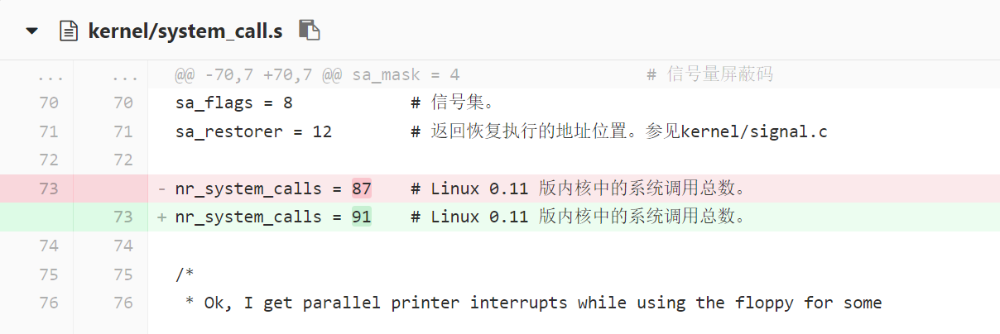 kernel/system_call.s
... ... @@ -70,7 +70,7 @@ sa_mask = 4 # 信号量屏蔽码
70 70 sa_flags = 8 # 信号集。
71 71 sa_restorer = 12 # 返回恢复执行的地址位置。参见kernel/signal.c
72 72
73 - nr_system_calls = 87 # Linux 0.11 版内核中的系统调用总数。
73 + nr_system_calls = 91 # Linux 0.11 版内核中的系统调用总数。
74 74
75 75 /*
76 76 * Ok, I get parallel printer interrupts while using the floppy for some